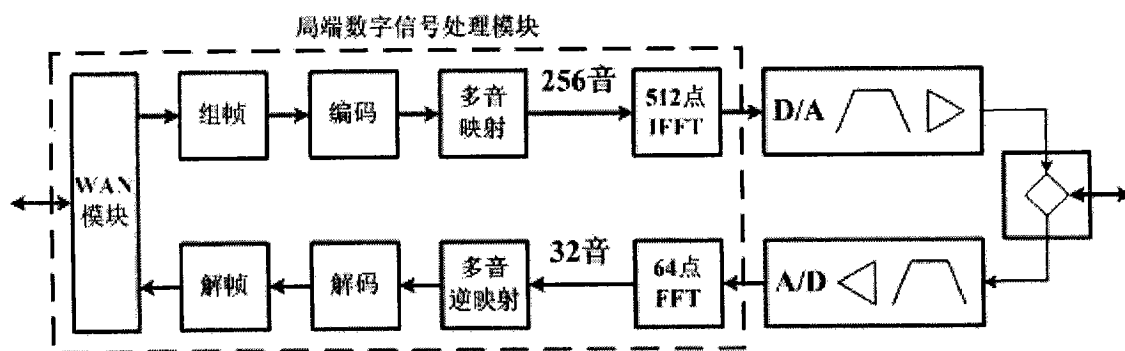 局端数字信号处理模块
WAN
模块
组帧
编码
多音
映射
256音
512点
IFFT
D/A
解帧
解码
多音
逆映射
32音
64点
FFT
A/D